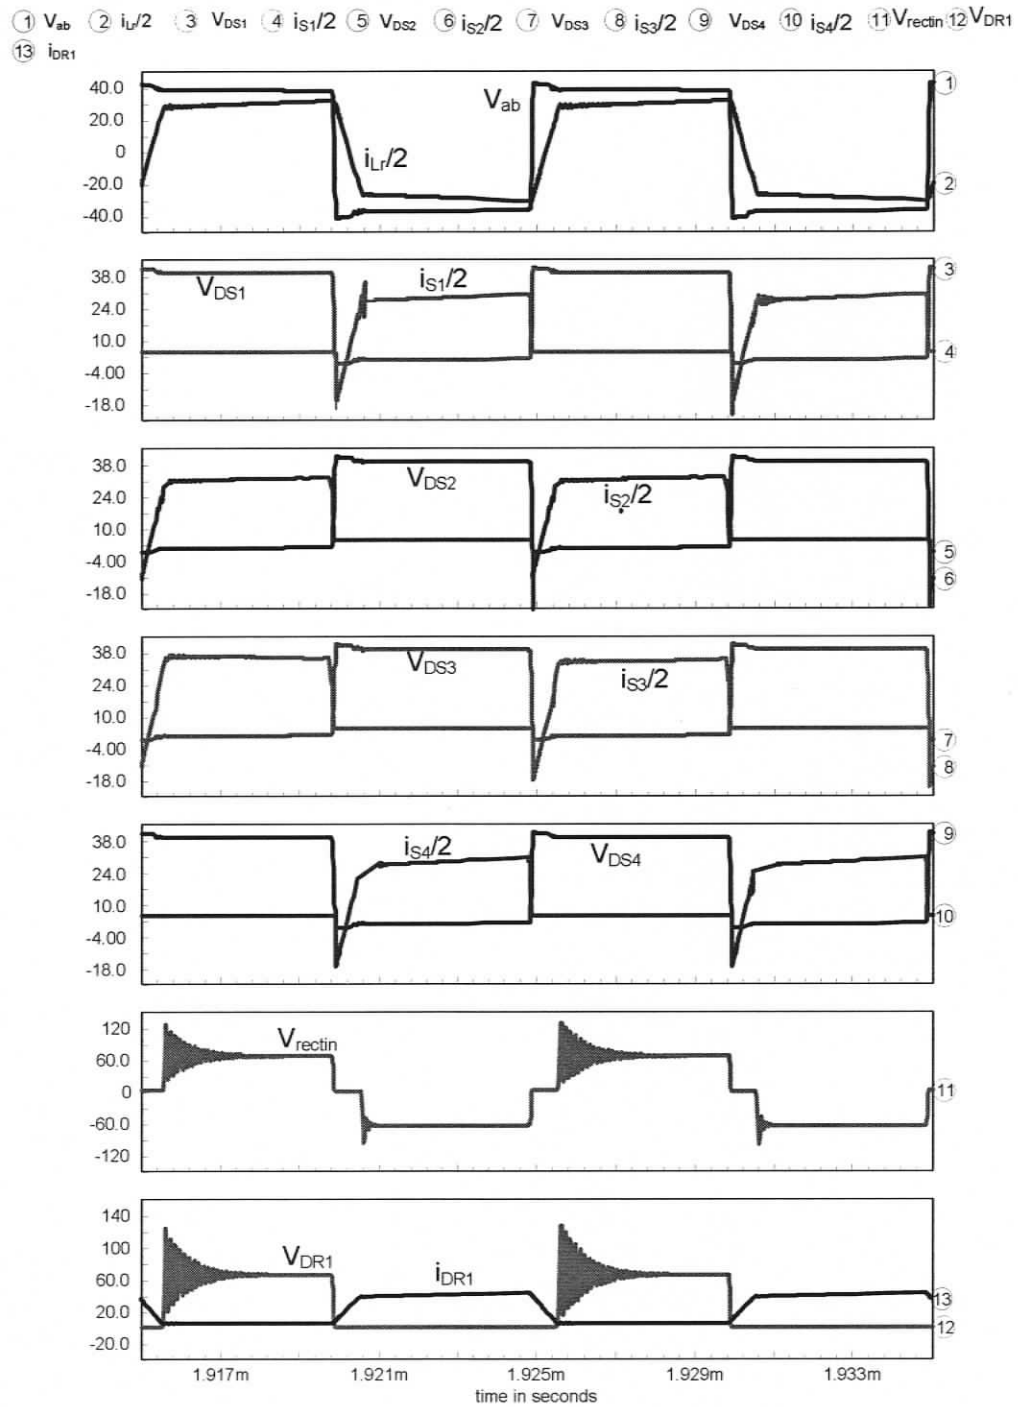 1 Vab 2 iLr/2 3 VDS1 4 iS1/2 5 VDS2 6 iS2/2 7 VDS3 8 iS3/2 9 VDS4 10 iS4/2 11 Vrectin 12 VDR1
13 iDR1
40.0
20.0
0
-20.0
-40.0
Vab
iLr/2
1
2
38.0
24.0
10.0
-4.00
-18.0
VDS1
iS1/2
3
4
38.0
24.0
10.0
-4.00
-18.0
VDS2
iS2/2
5
6
38.0
24.0
10.0
-4.00
-18.0
VDS3
iS3/2
7
8
38.0
24.0
10.0
-4.00
-18.0
iS4/2
VDS4
9
10
120
60.0
0
-60.0
-120
Vrectin
11
140
100
60.0
20.0
-20.0
VDR1
iDR1
13
12
1.917m 1.921m 1.925m 1.929m 1.933m
time in seconds